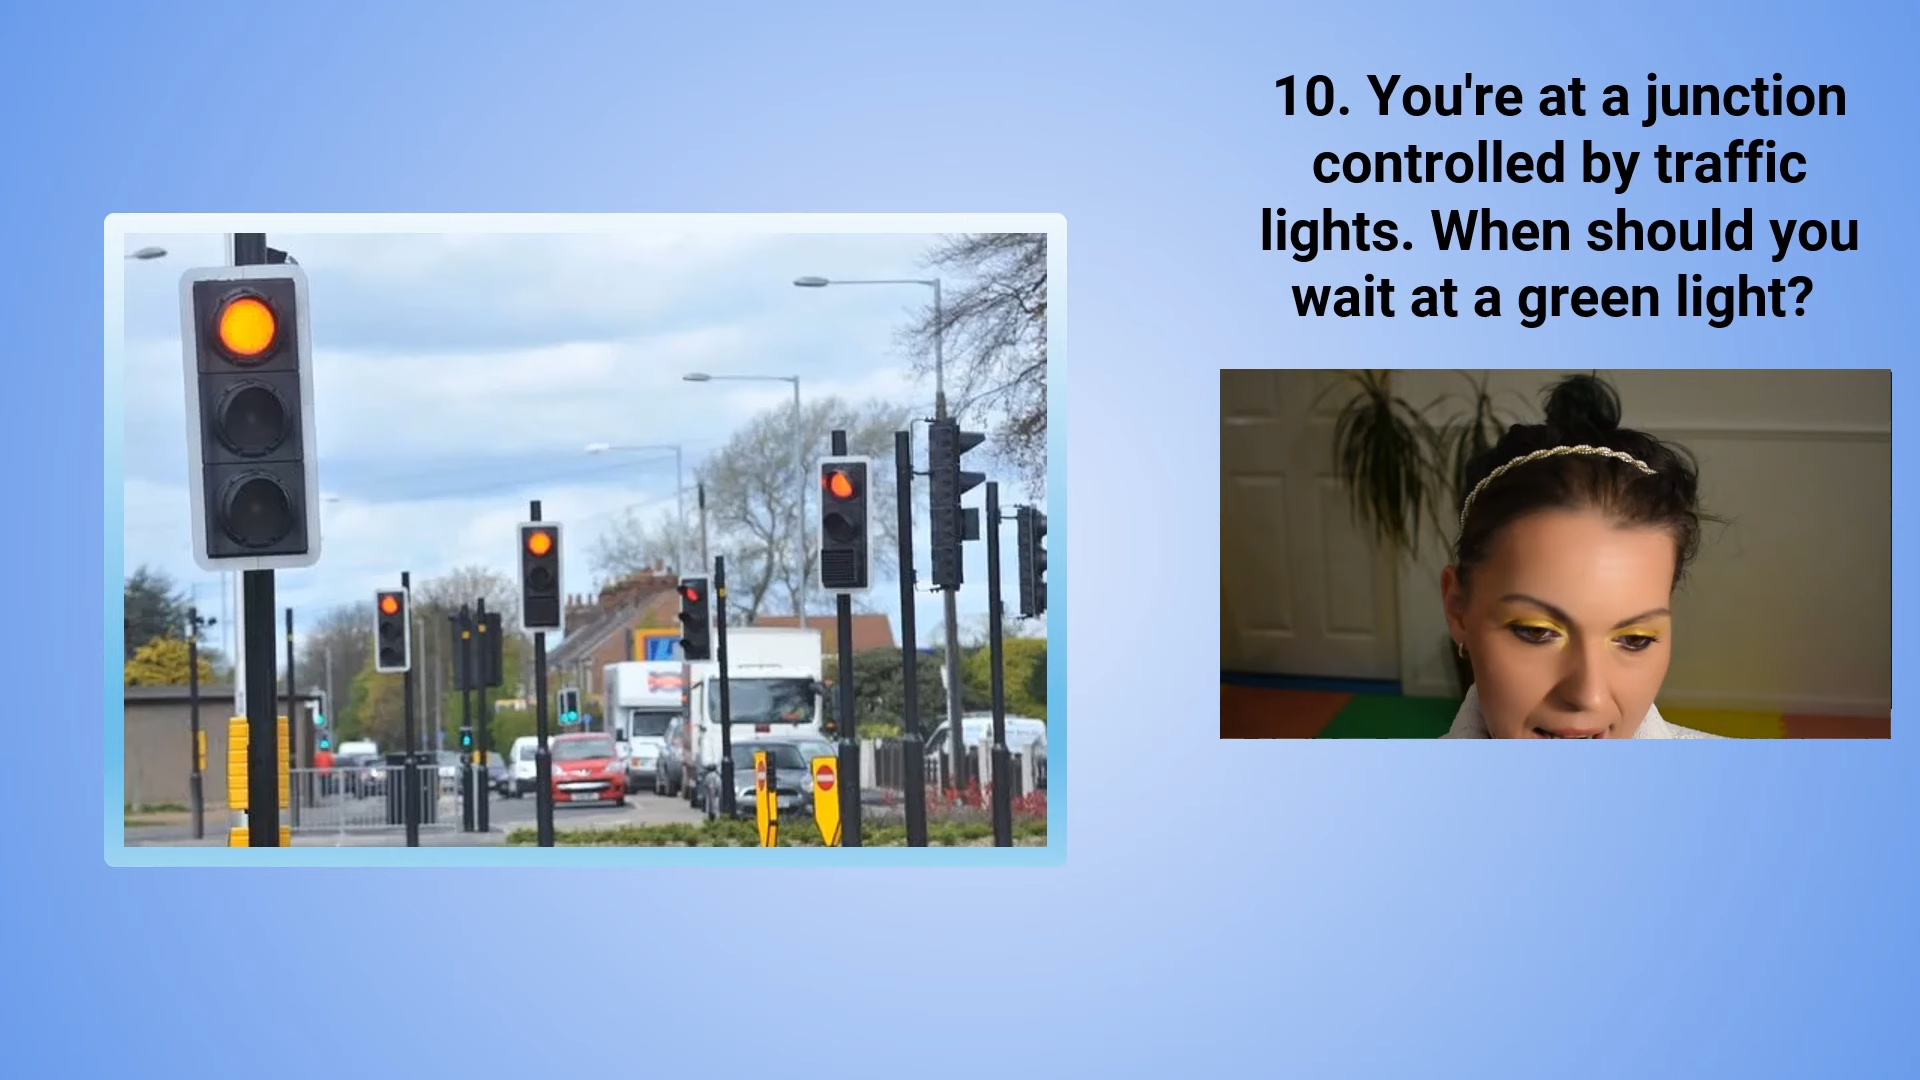 10. You're at a junction
controlled by traffic
lights. When should you
wait at a green light?